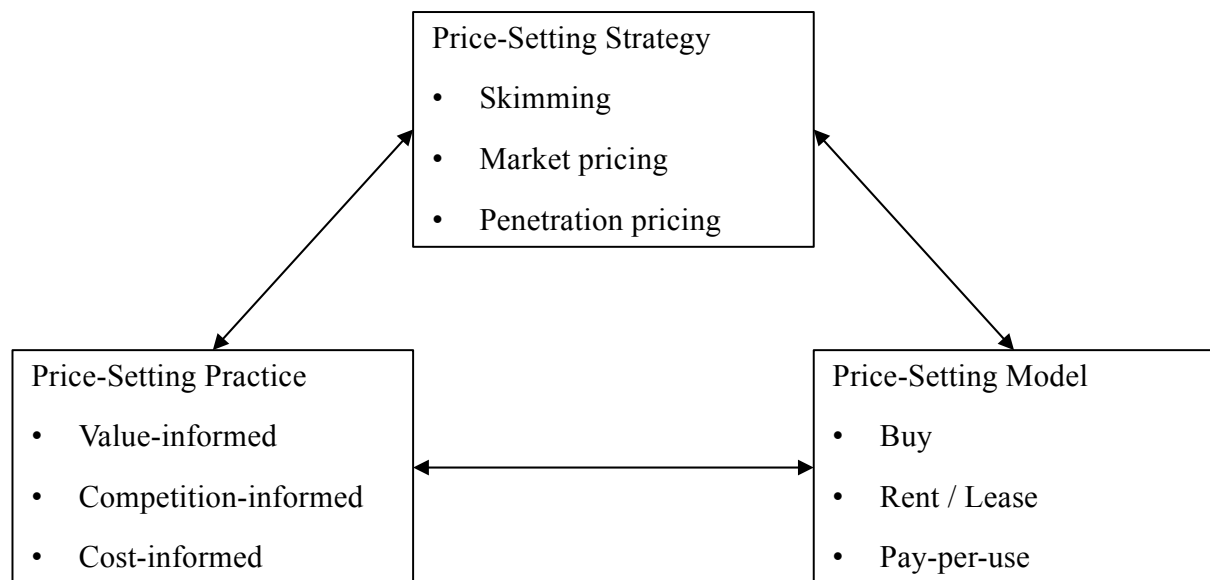 Price-Setting Strategy
• Skimming
• Market pricing
• Penetration pricing
Price-Setting Practice
• Value-informed
• Competition-informed
• Cost-informed
Price-Setting Model
• Buy
• Rent / Lease
• Pay-per-use